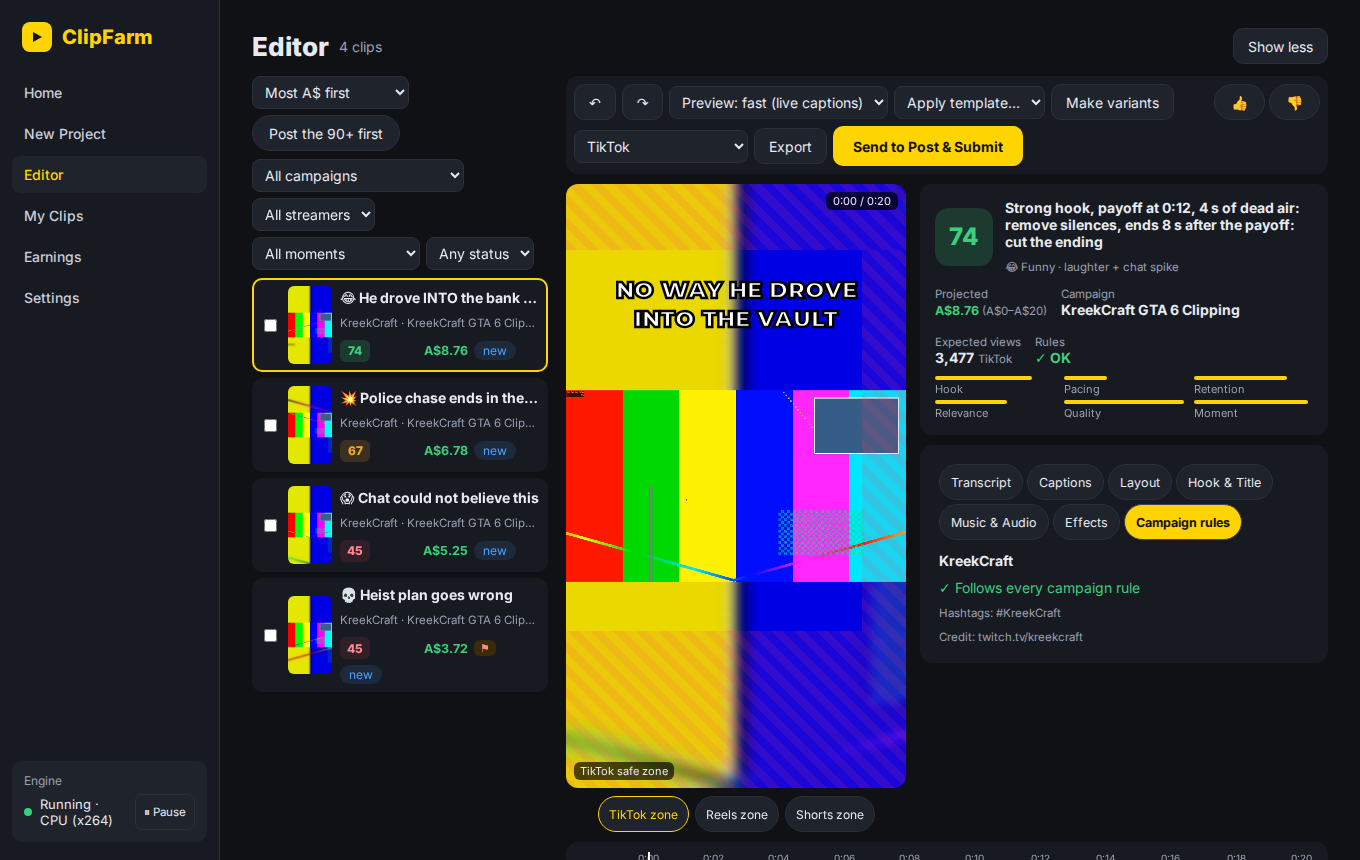 ClipFarm
Home
New Project
Editor
My Clips
Earnings
Settings
Engine
Running ·
CPU (x64)
Pause
Editor
4 clips
Show less
Most A$ first
Post the 90+ first
All campaigns
All streamers
All moments
Any status
😂 He drove INTO the bank ...
KreekCraft · KreekCraft GTA 6 Clip...
74
A$8.76
new
💥 Police chase ends in the...
KreekCraft · KreekCraft GTA 6 Clip...
67
A$6.78
new
😱 Chat could not believe this
KreekCraft · KreekCraft GTA 6 Clip...
45
A$5.25
new
💀 Heist plan goes wrong
KreekCraft · KreekCraft GTA 6 Clip...
45
A$3.72
new
Preview: fast (live captions)
Apply template...
Make variants
TikTok
Export
Send to Post & Submit
0:00 / 0:20
NO WAY HE DROVE
INTO THE VAULT
TikTok safe zone
TikTok zone
Reels zone
Shorts zone
0:00
0:02
0:04
0:06
0:08
0:10
0:12
0:14
0:16
0:18
0:20
74
Strong hook, payoff at 0:12, 4 s of dead air:
remove silences, ends 8 s after the payoff:
cut the ending
😂 Funny · laughter + chat spike
Projected
A$8.76 (A$0–A$20)
Campaign
KreekCraft GTA 6 Clipping
Expected views
3,477 TikTok
Rules
✓ OK
Hook
Pacing
Retention
Relevance
Quality
Moment
Transcript
Captions
Layout
Hook & Title
Music & Audio
Effects
Campaign rules
KreekCraft
✓ Follows every campaign rule
Hashtags: #KreekCraft
Credit: twitch.tv/kreekcraft